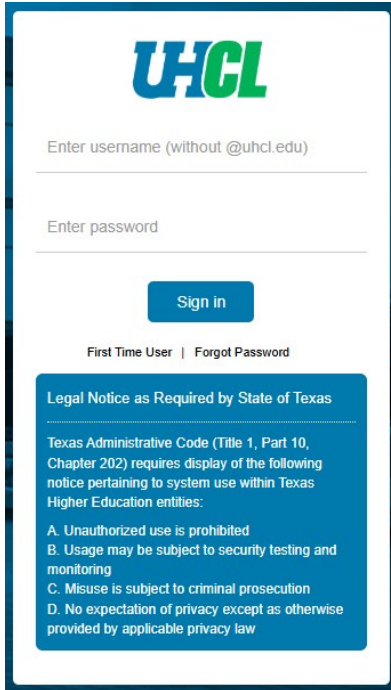 UHCL
Enter username (without @uhcl.edu)
Enter password
Sign in
First Time User | Forgot Password
Legal Notice as Required by State of Texas
Texas Administrative Code (Title 1, Part 10,
Chapter 202) requires display of the following
notice pertaining to system use within Texas
Higher Education entities:
A. Unauthorized use is prohibited
B. Usage may be subject to security testing and
monitoring
C. Misuse is subject to criminal prosecution
D. No expectation of privacy except as otherwise
provided by applicable privacy law